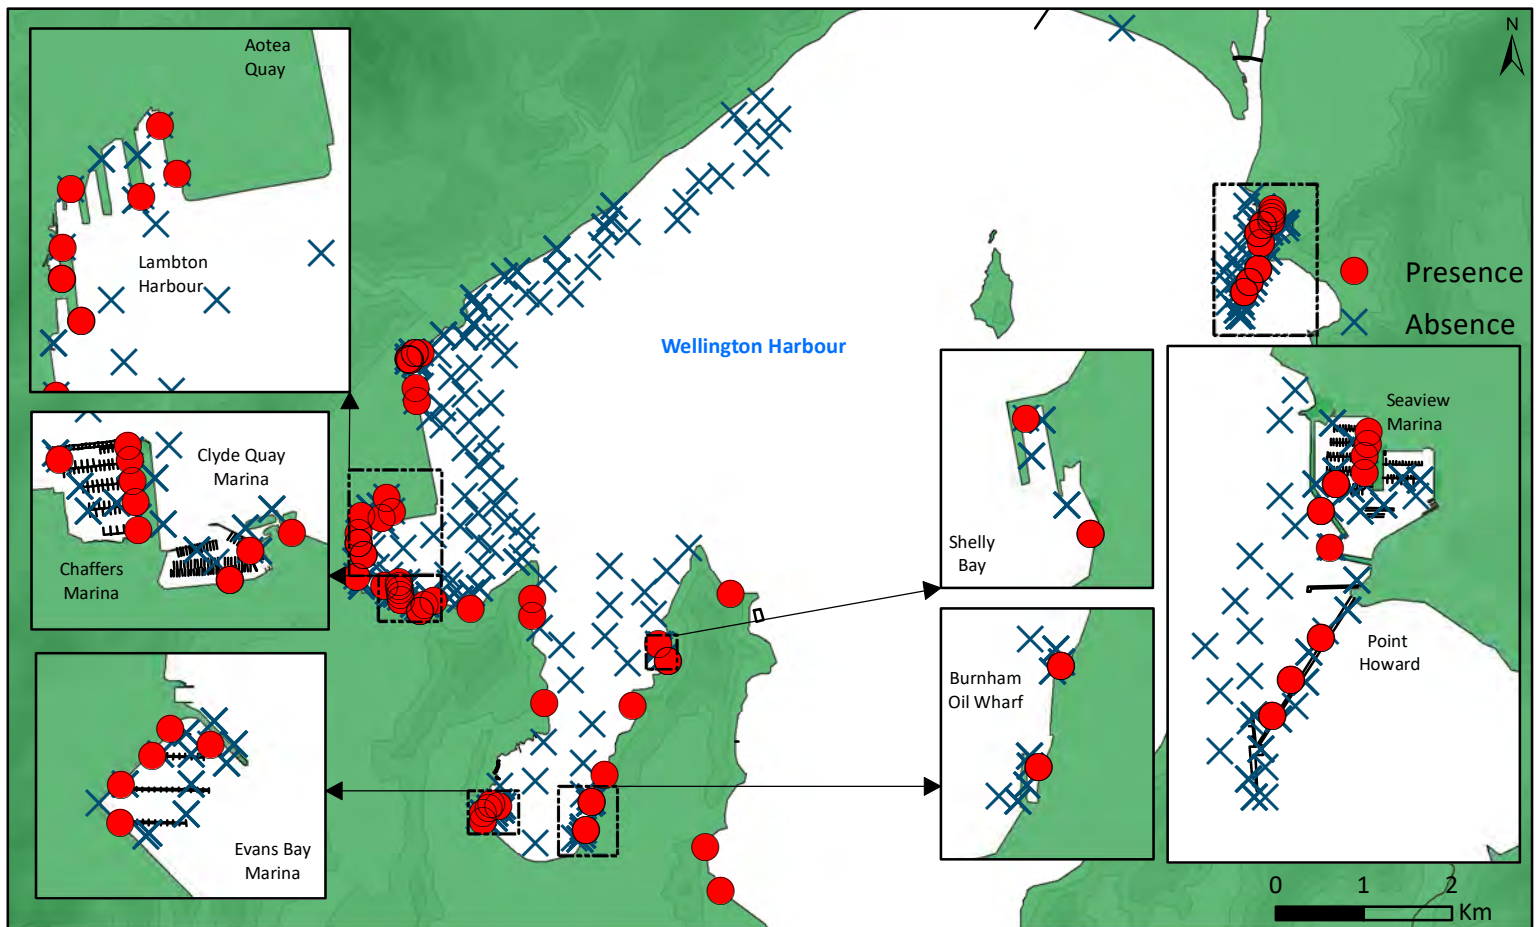 N
Aotea
Quay
Lambton
Harbour
Presence
Absence
Wellington Harbour
Seaview
Marina
Clyde Quay
Marina
Chaffers
Marina
Shelly
Bay
Point
Howard
Burnham
Oil Wharf
Evans Bay
Marina
0 1 2
Km